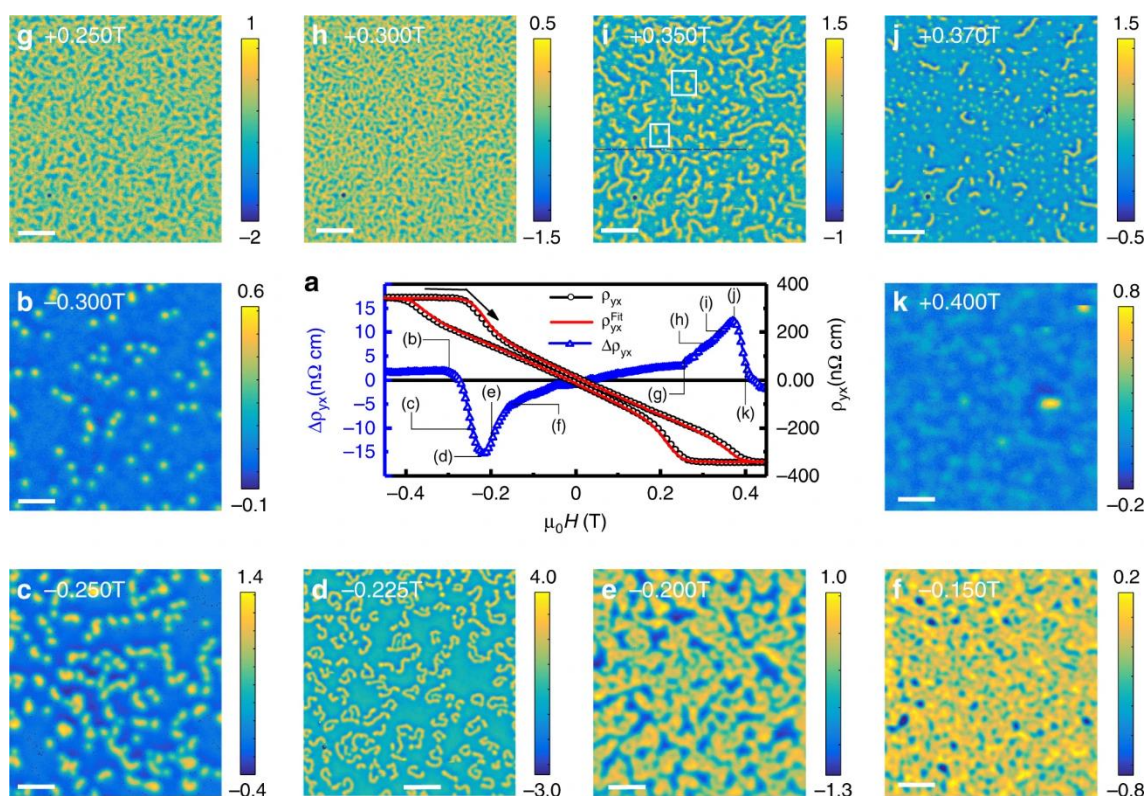 g +0.250T
1
−2
h +0.300T
0.5
−1.5
i +0.350T
1.5
−1
j +0.370T
1.5
−0.5
b −0.300T
0.6
−0.1
a
15
10
5
0
−5
−10
−15
Δρyx(nΩ cm)
400
200
0.00
−200
−400
ρyx(nΩ cm)
ρyx
ρyx^Fit
Δρyx
(b)
(c)
(d)
(e)
(f)
(g)
(h)
(i)
(j)
(k)
−0.4
−0.2
0
0.2
0.4
μ0H (T)
k +0.400T
0.8
−0.2
c −0.250T
1.4
−0.4
d −0.225T
4.0
−3.0
e −0.200T
1.0
−1.3
f −0.150T
0.2
−0.8